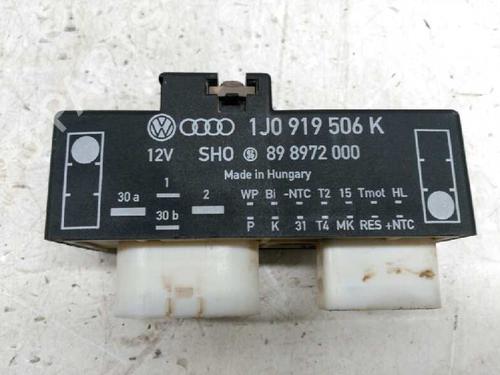 1J0 919 506 K
12V SHO 89 8972 000
Made in Hungary
1
30 a 2
30 b
WP Bi -NTC T2 15 Tmot HL
P K 31 T4 MK RES +NTC